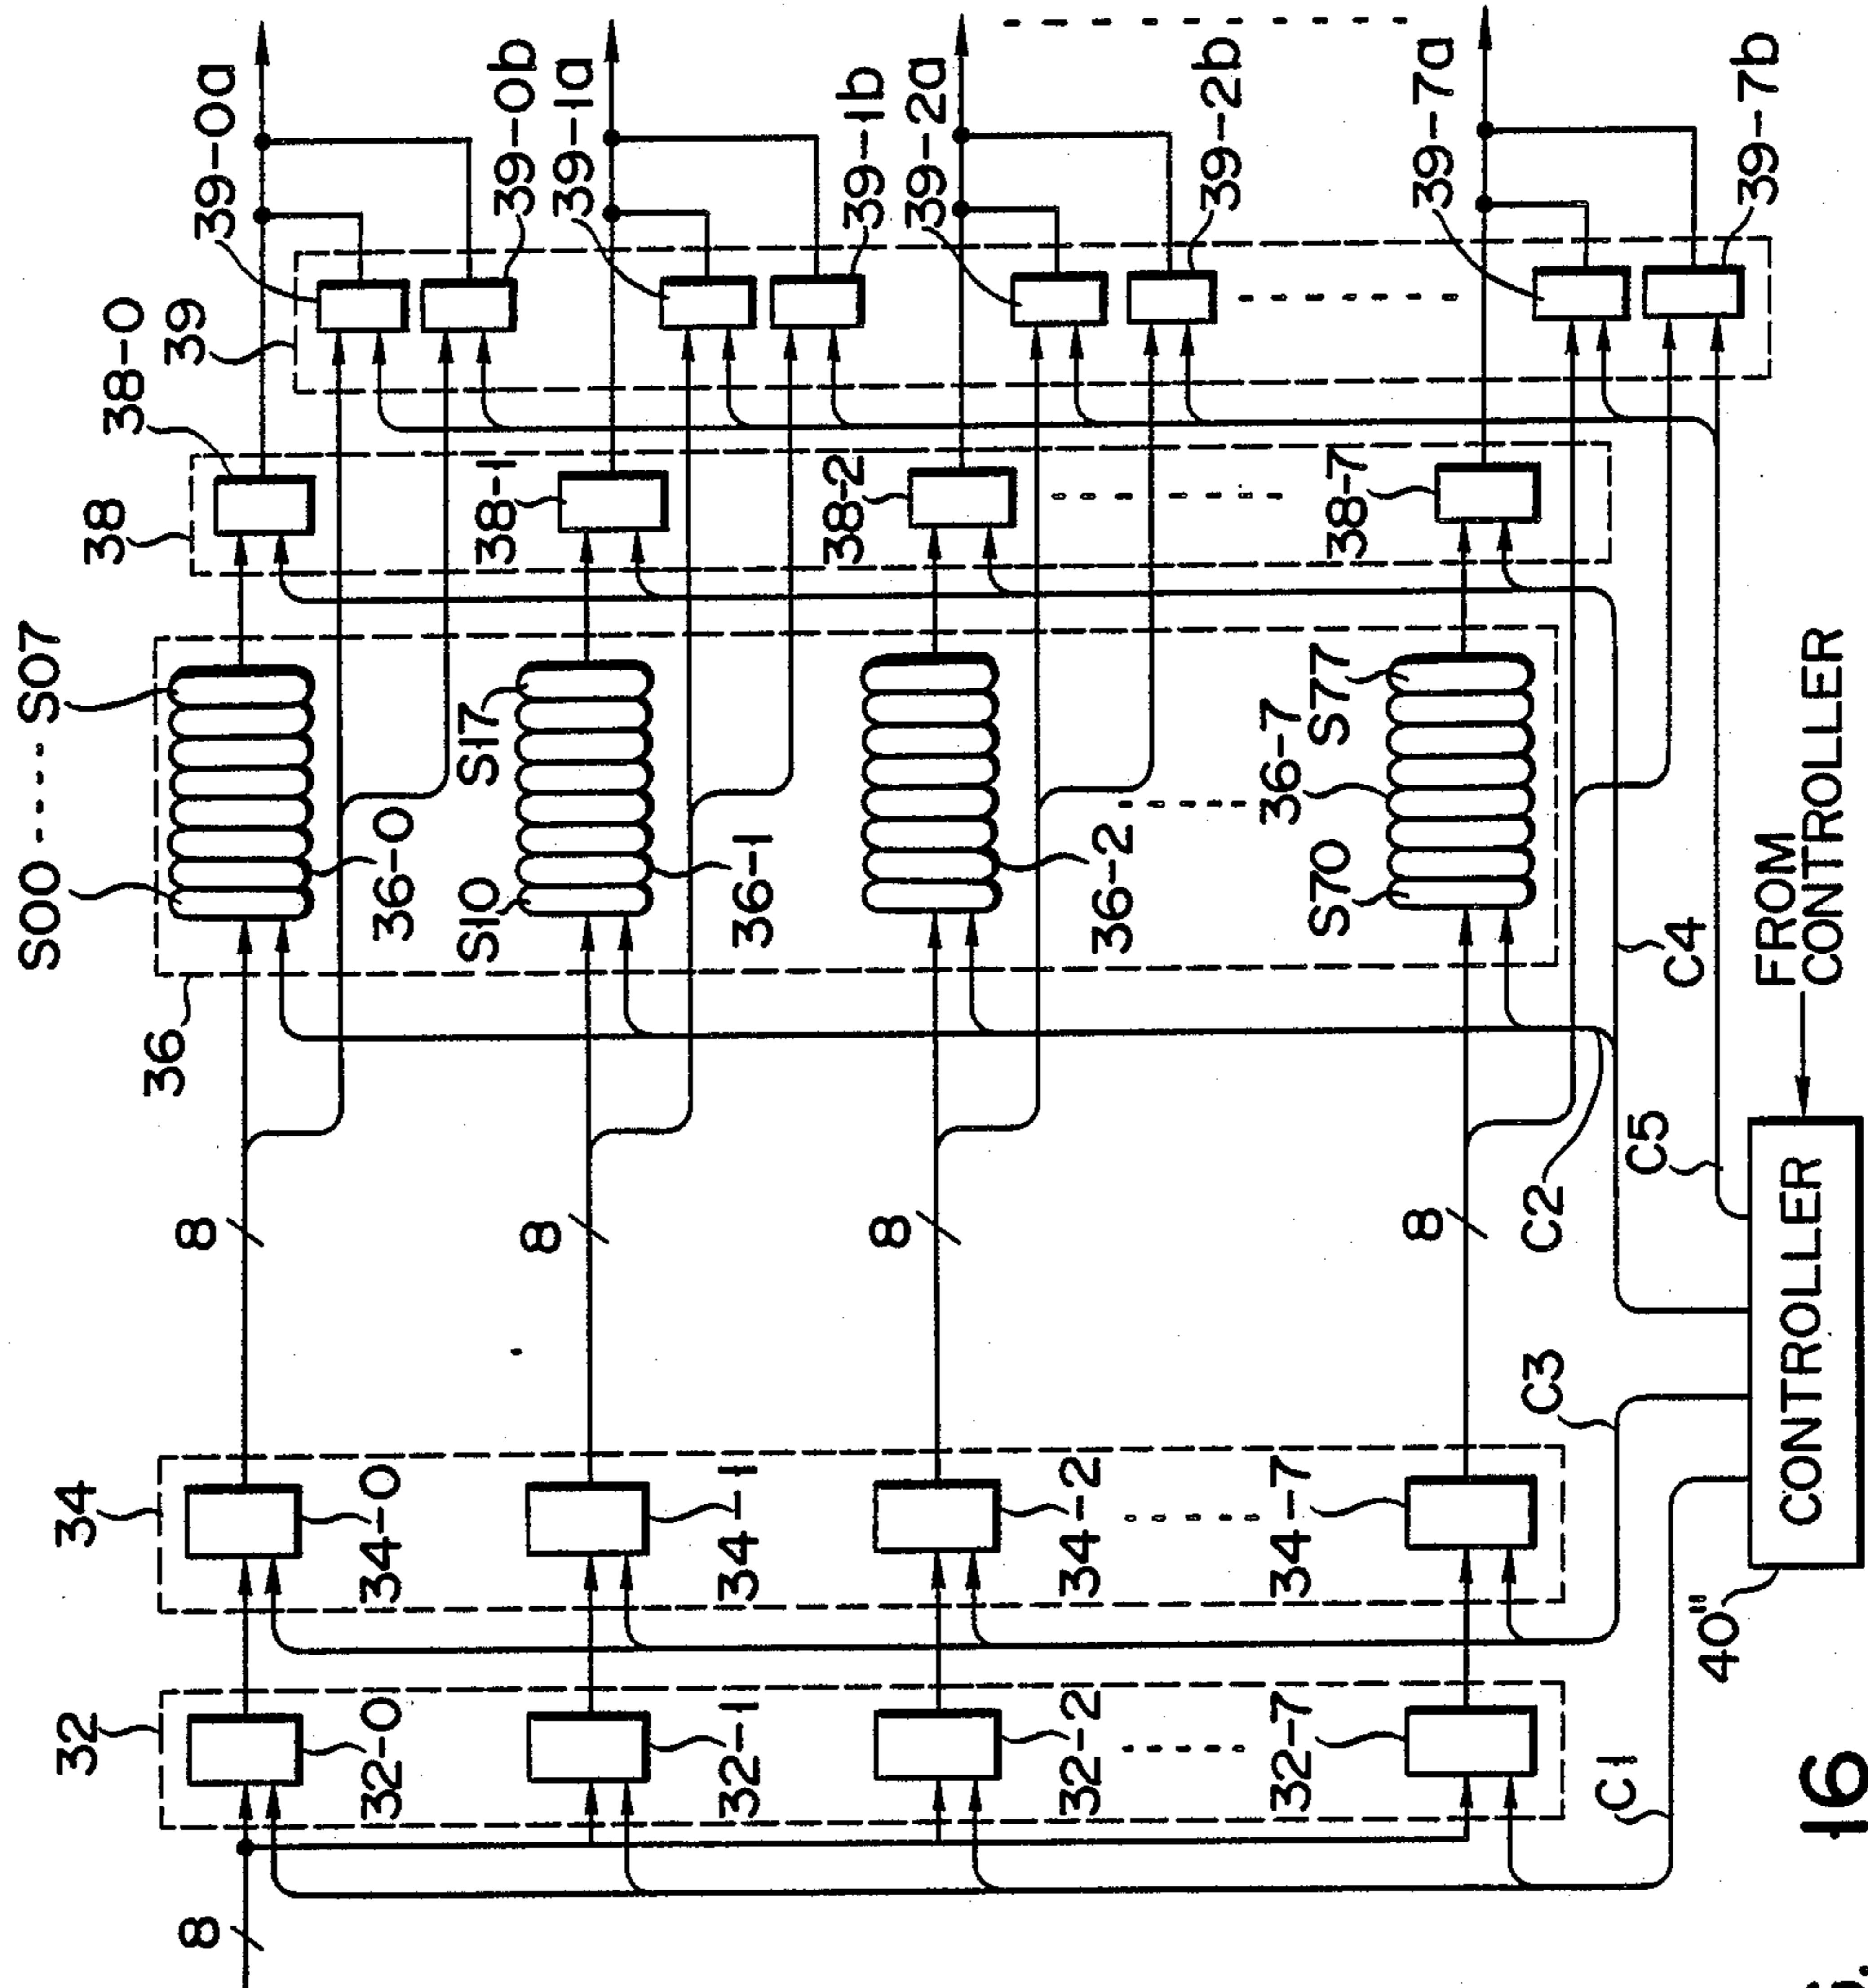 S00 ---- S07
38
38-0
39
39-0a
36
36-0
39-0b
8
34
34-0
32
32-0
8
S10
S17
36-1
38-1
39-1a
39-1b
8
34-1
32-1
36-2
38-2
39-2a
39-2b
8
34-2
32-2
S70
36-7
S77
38-7
39-7a
39-7b
8
34-7
32-7
C1
C3
C2
C5
C4
40"
CONTROLLER
FROM
CONTROLLER
16